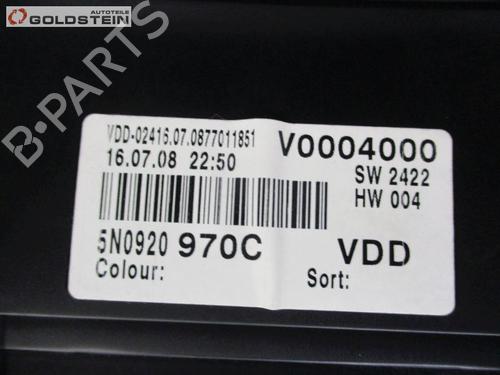 AUTOTEILE
GOLDSTEIN
VDD-02416.07.0877011851
V0004000
16.07.08 22:50
SW 2422
HW 004
5N0920 970C
VDD
Colour:
Sort:
B-PARTS